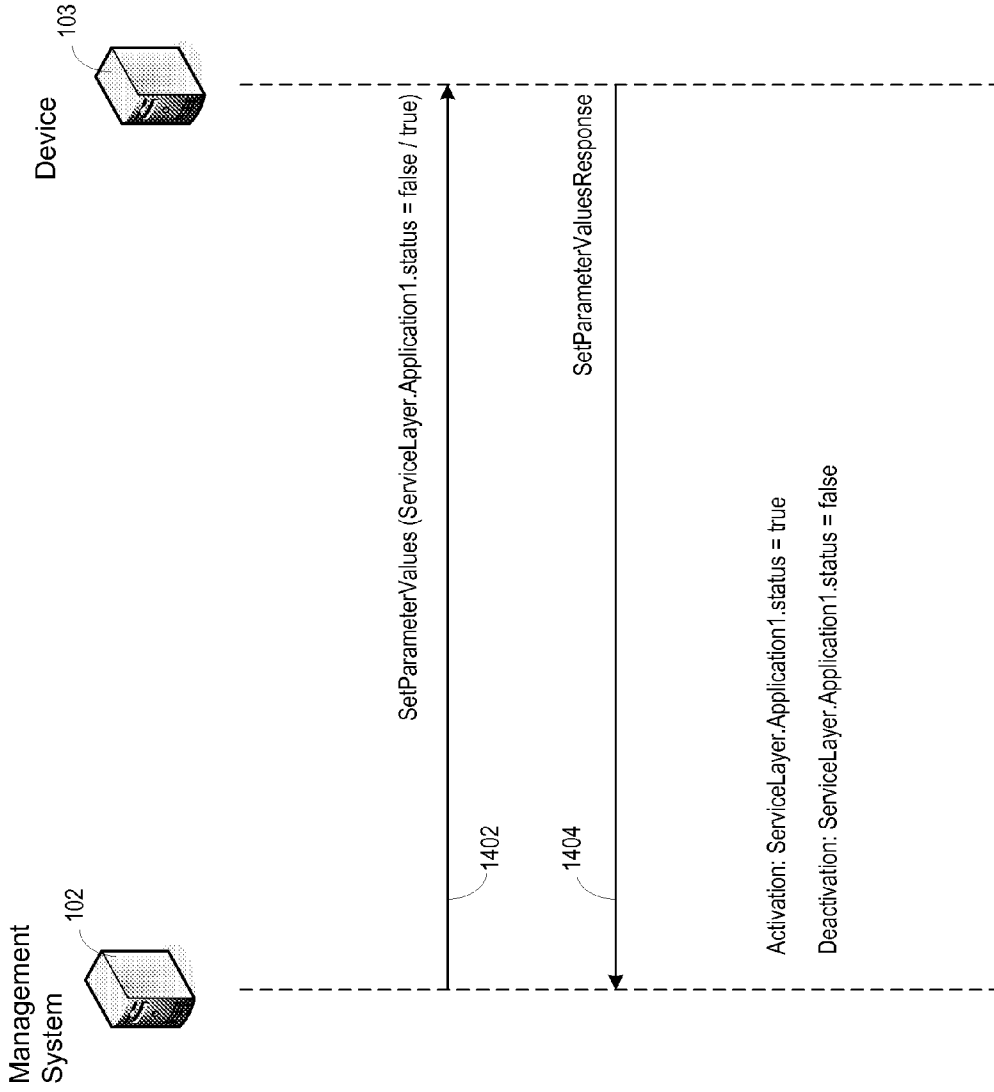 Management
System
102
Device
103
SetParameterValues (ServiceLayer.Application1.status = false / true)
1402
SetParameterValuesResponse
1404
Activation: ServiceLayer.Application1.status = true
Deactivation: ServiceLayer.Application1.status = false